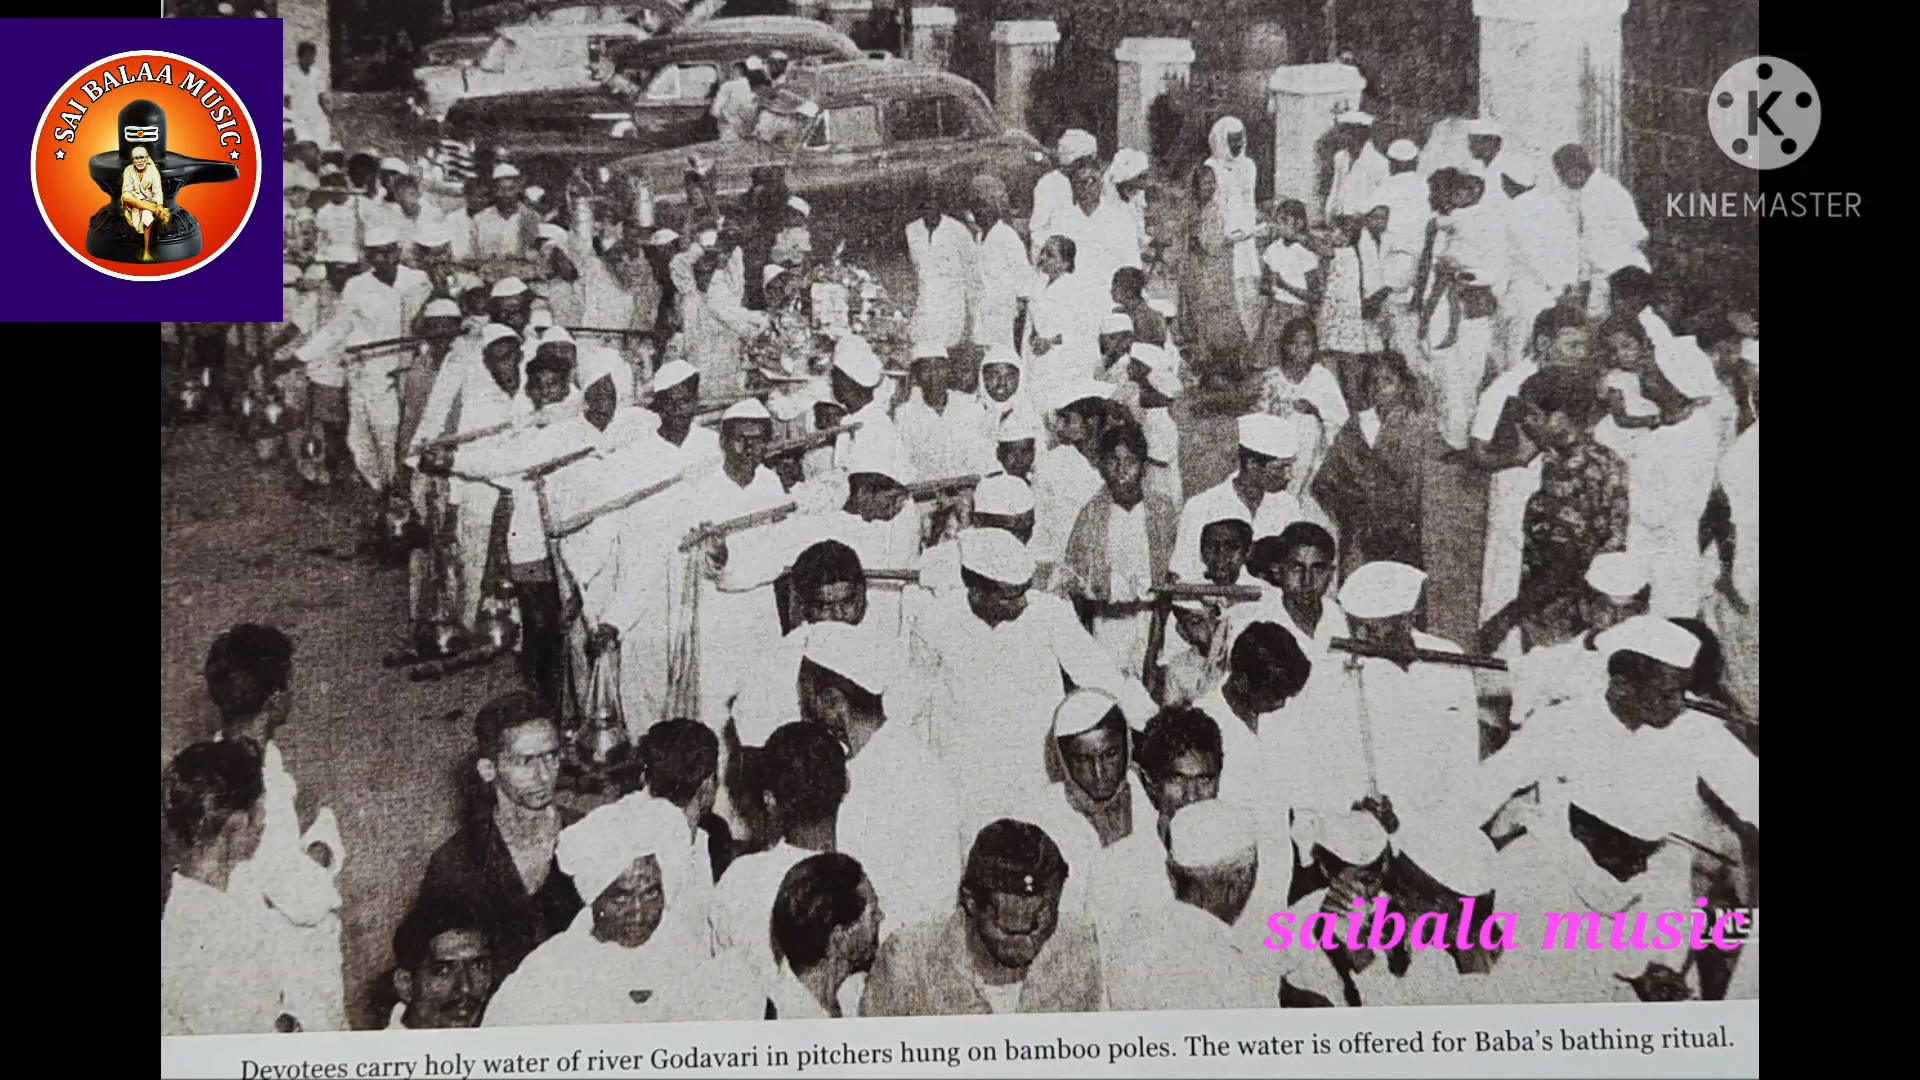 SAI BALAA MUSIC
K
KINEMASTER
saibala music
Devotees carry holy water of river Godavari in pitchers hung on bamboo poles. The water is offered for Baba's bathing ritual.